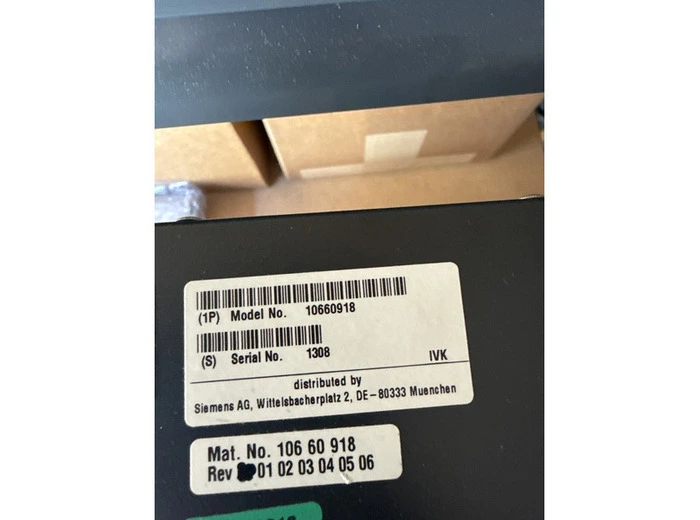 (1P) Model No. 10660918
(S) Serial No. 1308
IVK
distributed by
Siemens AG, Wittelsbacherplatz 2, DE-80333 Muenchen
Mat. No. 106 60 918
Rev 01 02 03 04 05 06